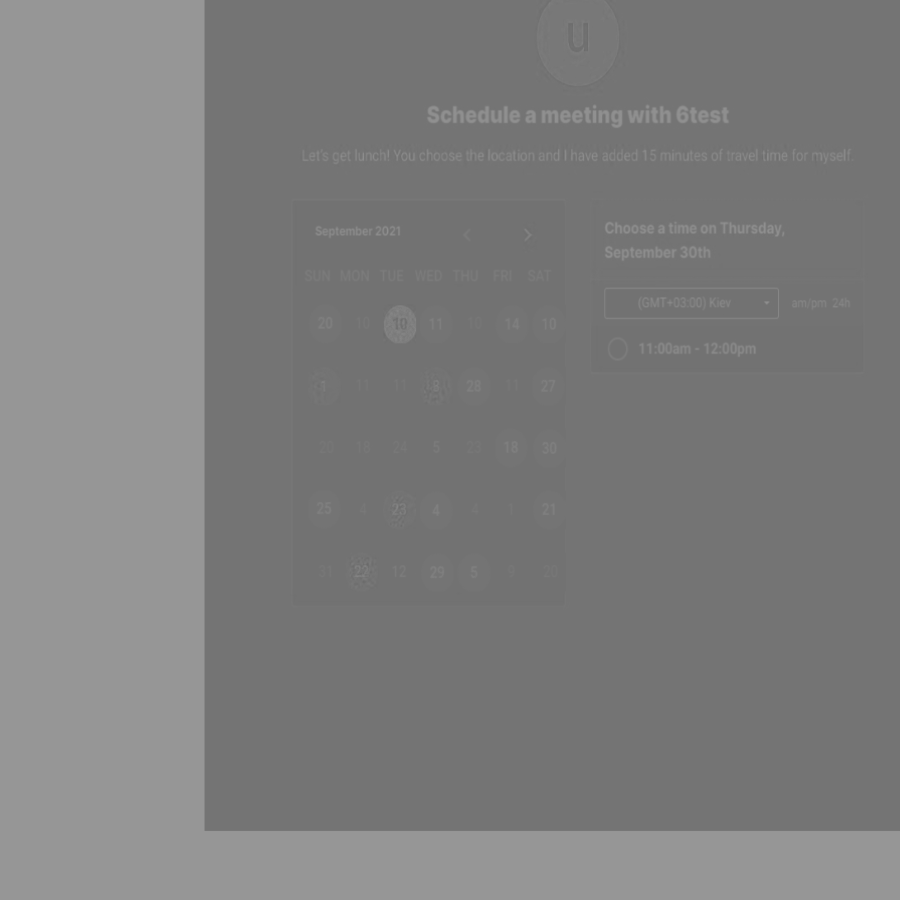 u
Schedule a meeting with 6test
Let's get lunch! You choose the location and I have added 15 minutes of travel time for myself.
September 2021
SUN MON TUE WED THU FRI SAT
20 10 10 11 10 14 10
7 11 11 8 28 11 27
20 18 24 5 23 18 30
25 4 23 4 4 1 21
11 22 12 29 5 9 20
Choose a time on Thursday,
September 30th
(GMT+03:00) Kiev am/pm 24h
11:00am - 12:00pm